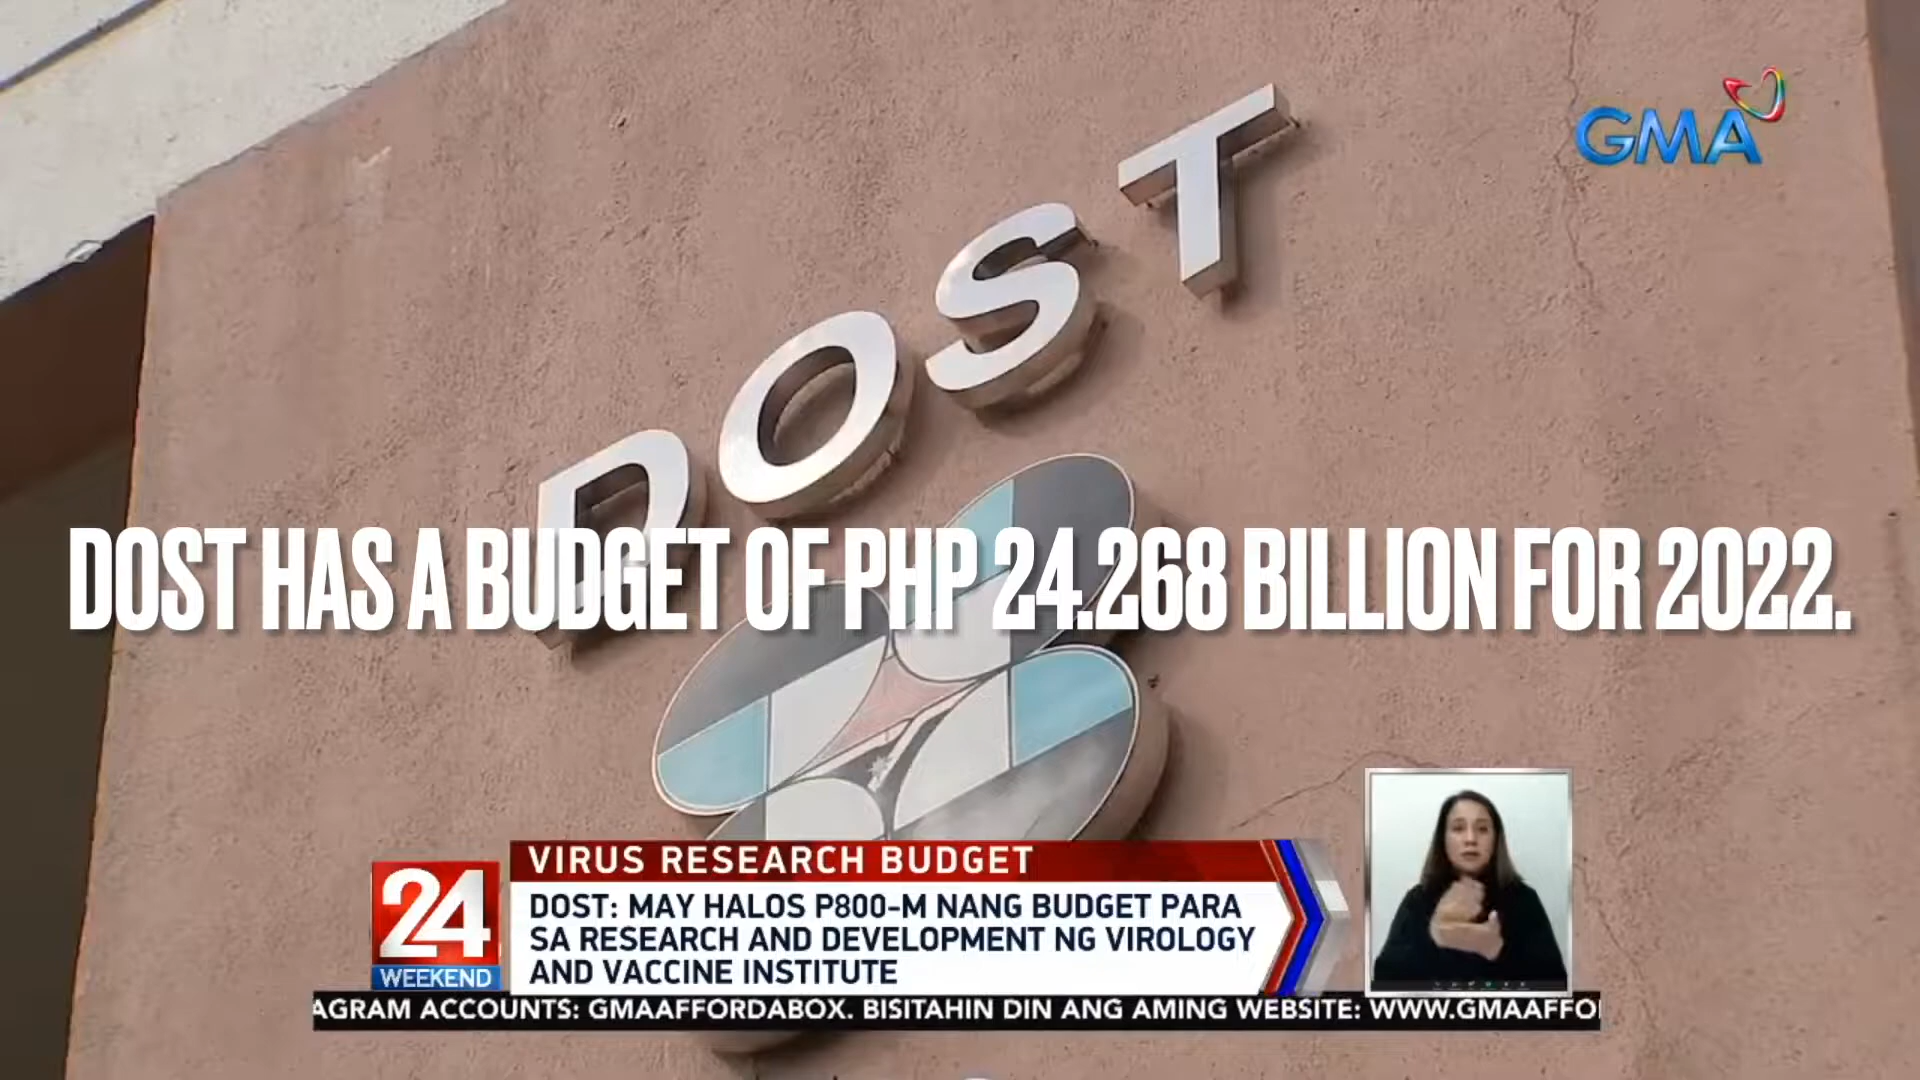 GMA
DOST
DOST HAS A BUDGET OF PHP 24.268 BILLION FOR 2022.
VIRUS RESEARCH BUDGET
24
WEEKEND
DOST: MAY HALOS P800-M NANG BUDGET PARA
SA RESEARCH AND DEVELOPMENT NG VIROLOGY
AND VACCINE INSTITUTE
AGRAM ACCOUNTS: GMAAFFORDABOX. BISITAHIN DIN ANG AMING WEBSITE: WWW.GMAAFFO